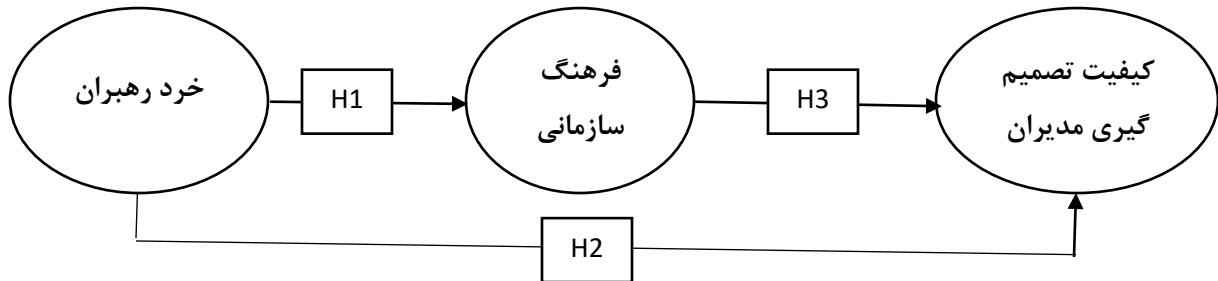 خرد رهبران
H1
فرهنگ
سازمانی
H3
کیفیت تصمیم
گیری مدیران
H2